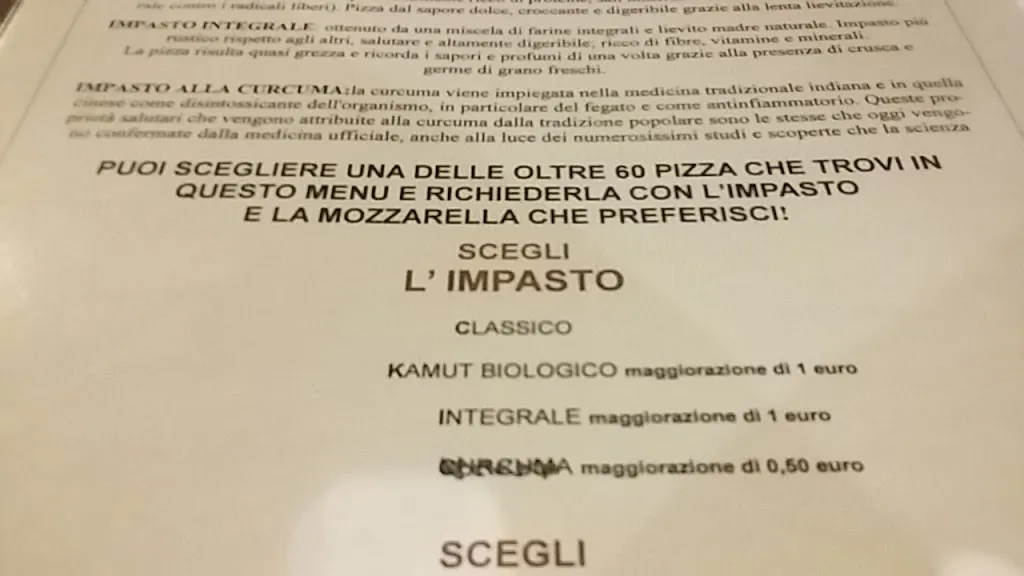 rale contro i radicali liberi). Pizza dal sapore dolce, croccante e digeribile grazie alla lenta lievitazione.
IMPASTO INTEGRALE: ottenuto da una miscela di farine integrali e lievito madre naturale. Impasto più
rustico rispetto agli altri, salutare e altamente digeribile; ricco di fibre, vitamine e minerali.
La pizza risulta quasi grezza e ricorda i sapori e profumi di una volta grazie alla presenza di crusca e
germe di grano freschi.
IMPASTO ALLA CURCUMA:la curcuma viene impiegata nella medicina tradizionale indiana e in quella
cinese come disintossicante dell'organismo, in particolare del fegato e come antinfiammatorio. Queste pro-
prietà salutari che vengono attribuite alla curcuma dalla tradizione popolare sono le stesse che oggi vengo-
no confermate dalla medicina ufficiale, anche alla luce dei numerosissimi studi e scoperte che la scienza
PUOI SCEGLIERE UNA DELLE OLTRE 60 PIZZA CHE TROVI IN
QUESTO MENU E RICHIEDERLA CON L'IMPASTO
E LA MOZZARELLA CHE PREFERISCI!
SCEGLI
L' IMPASTO
CLASSICO
KAMUT BIOLOGICO maggiorazione di 1 euro
INTEGRALE maggiorazione di 1 euro
CURCUMA maggiorazione di 0,50 euro
SCEGLI